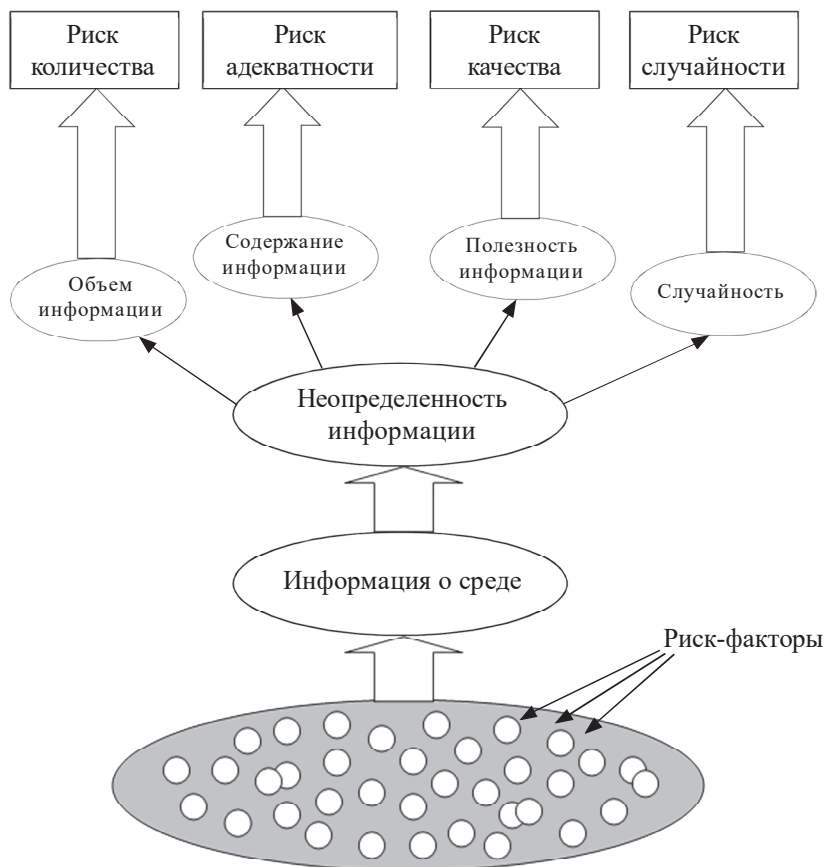 Риск
количества
Риск
адекватности
Риск
качества
Риск
случайности
Объем
информации
Содержание
информации
Полезность
информации
Случайность
Неопределенность
информации
Информация о среде
Риск-факторы